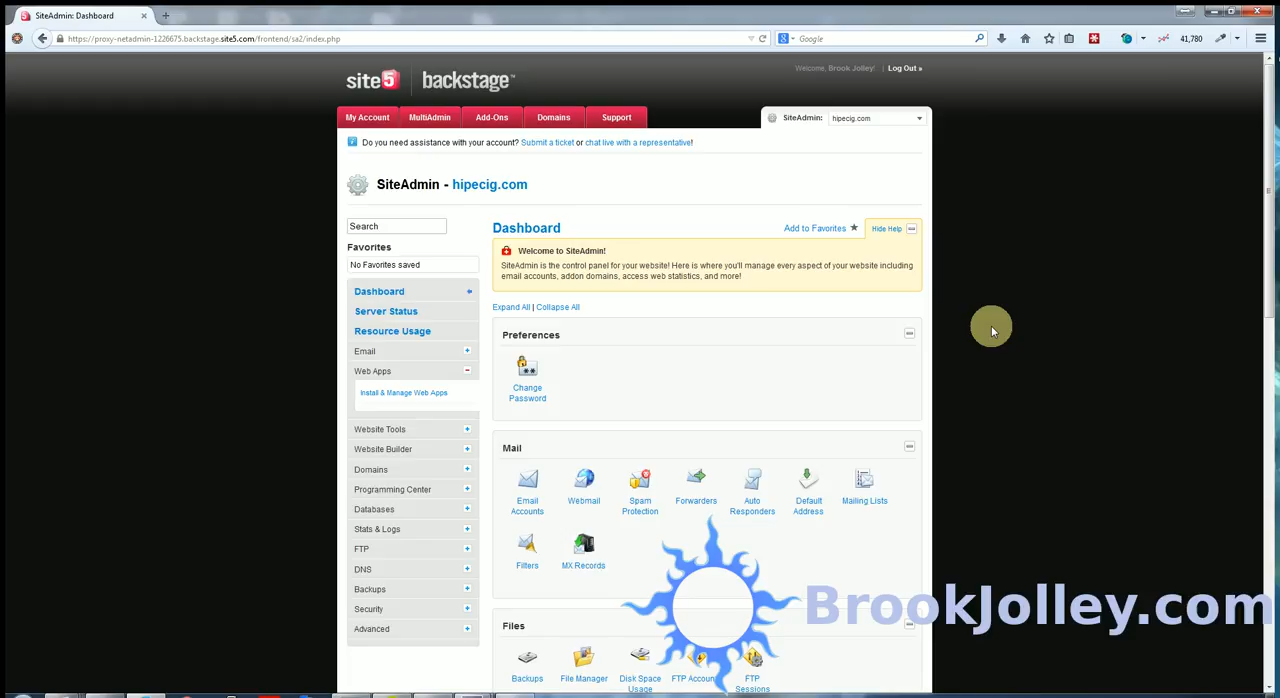 SiteAdmin: Dashboard
https://proxy-netadmin-1226675.backstage.site5.com/frontend/sa2/index.php
Google
41,780
site5 backstage™
Welcome, Brook Jolley! | Log Out »
My Account MultiAdmin Add-Ons Domains Support
SiteAdmin: hipecig.com
Do you need assistance with your account? Submit a ticket or chat live with a representative!
SiteAdmin - hipecig.com
Search
Favorites
No Favorites saved
Dashboard
Server Status
Resource Usage
Email
Web Apps
Install & Manage Web Apps
Website Tools
Website Builder
Domains
Programming Center
Databases
Stats & Logs
FTP
DNS
Backups
Security
Advanced
Dashboard
Add to Favorites
Hide Help
Welcome to SiteAdmin!
SiteAdmin is the control panel for your website! Here is where you'll manage every aspect of your website including
email accounts, addon domains, access web statistics, and more!
Expand All | Collapse All
Preferences
Change
Password
Mail
Email
Accounts
Webmail
Spam
Protection
Forwarders
Auto
Responders
Default
Address
Mailing Lists
Filters
MX Records
Files
Backups
File Manager
Disk Space
Usage
FTP Accoun
FTP
Sessions
BrookJolley.com